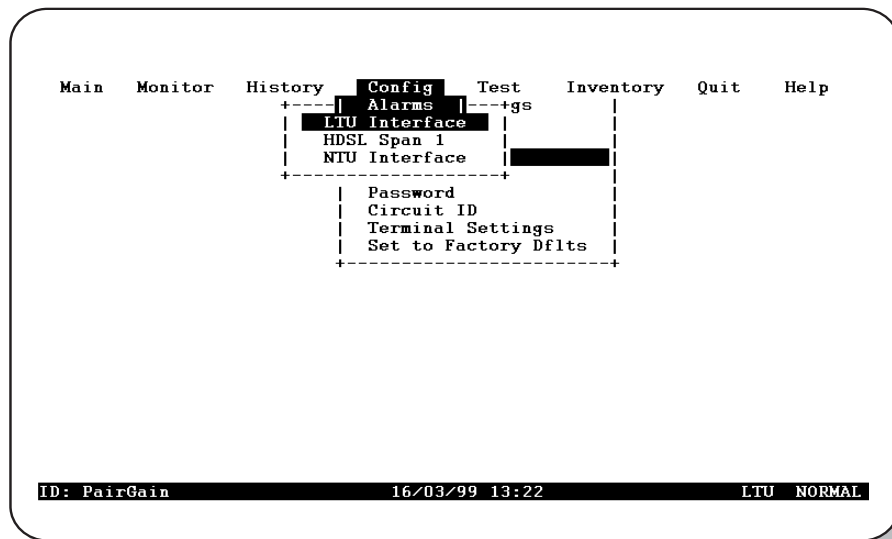 Main Monitor History Config Test Inventory Quit Help
Alarms gs
LTU Interface
HDSL Span 1
NTU Interface
Password
Circuit ID
Terminal Settings
Set to Factory Dflts
ID: PairGain 16/03/99 13:22 LTU NORMAL